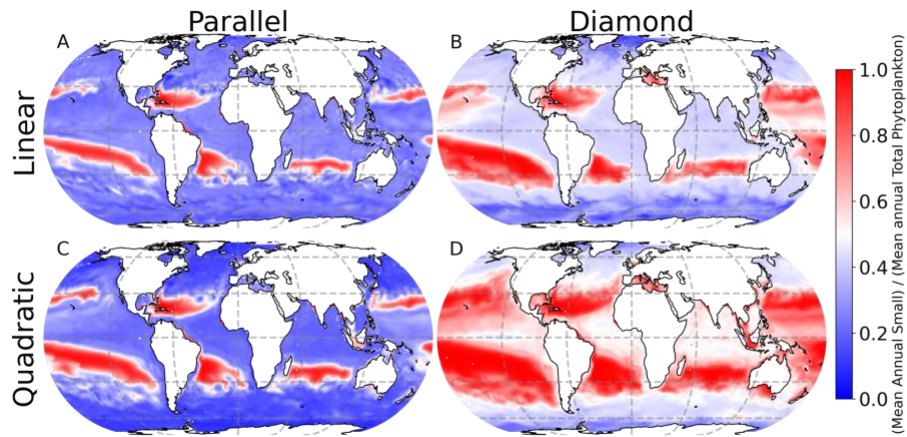 Parallel
Diamond
A
B
Linear
C
D
Quadratic
1.0
0.8
0.6
0.4
0.2
0.0
(Mean Annual Small) / (Mean annual Total Phytoplankton)